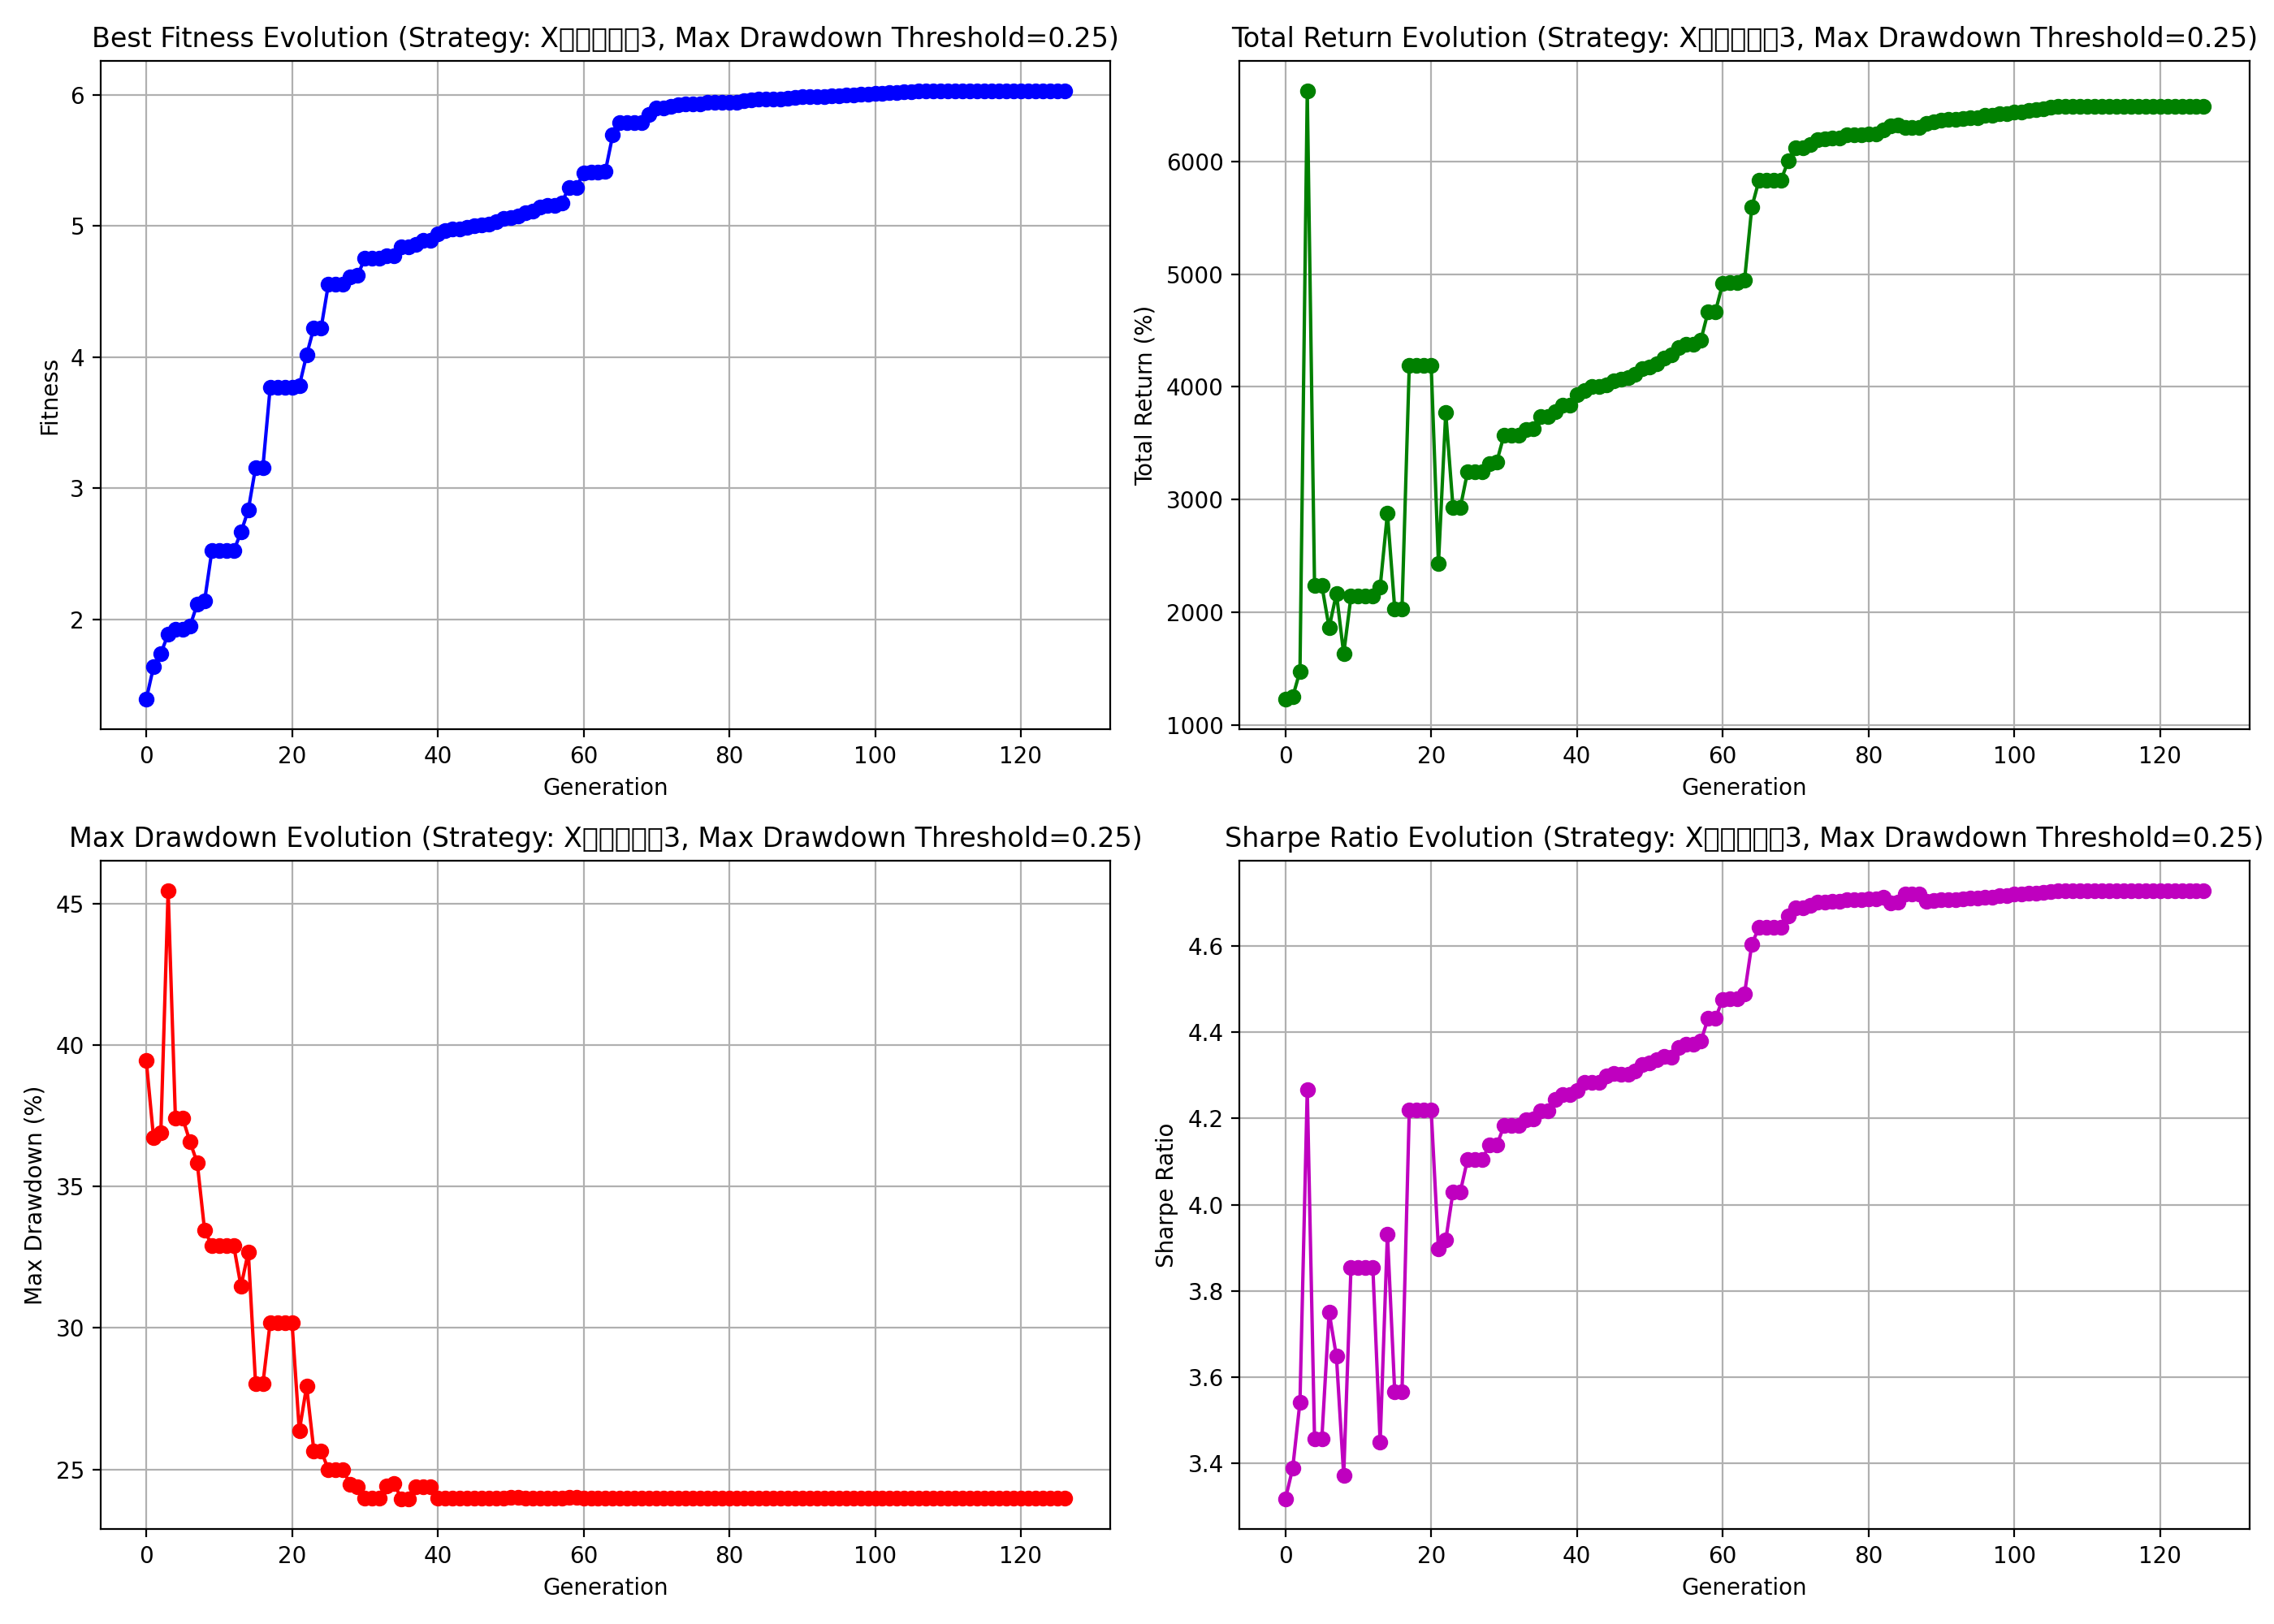 Best Fitness Evolution (Strategy: X□□□□□3, Max Drawdown Threshold=0.25)
Fitness
6
5
4
3
2
0 20 40 60 80 100 120
Generation
Total Return Evolution (Strategy: X□□□□□3, Max Drawdown Threshold=0.25)
Total Return (%)
6000
5000
4000
3000
2000
1000
0 20 40 60 80 100 120
Generation
Max Drawdown Evolution (Strategy: X□□□□□3, Max Drawdown Threshold=0.25)
Max Drawdown (%)
45
40
35
30
25
0 20 40 60 80 100 120
Generation
Sharpe Ratio Evolution (Strategy: X□□□□□3, Max Drawdown Threshold=0.25)
Sharpe Ratio
4.6
4.4
4.2
4.0
3.8
3.6
3.4
0 20 40 60 80 100 120
Generation